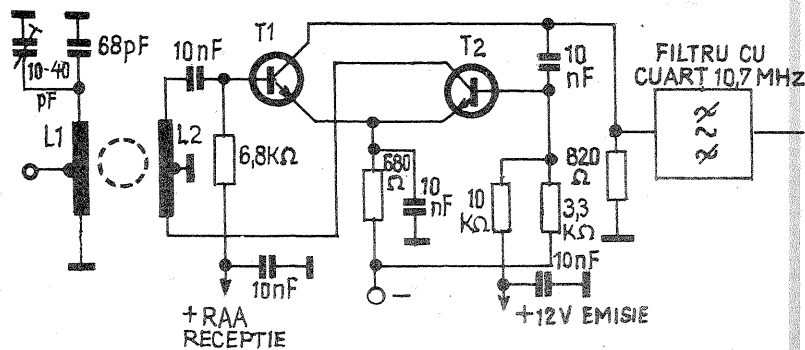 68pF
10-40
pF
L1
L2
10nF
6,8KΩ
10nF
+RAA
RECEPTIE
T1
T2
680
Ω
10
nF
−
10
nF
10
KΩ
3,3
KΩ
10nF
+12V EMISIE
820
Ω
FILTRU CU
CUART 10,7 MHz